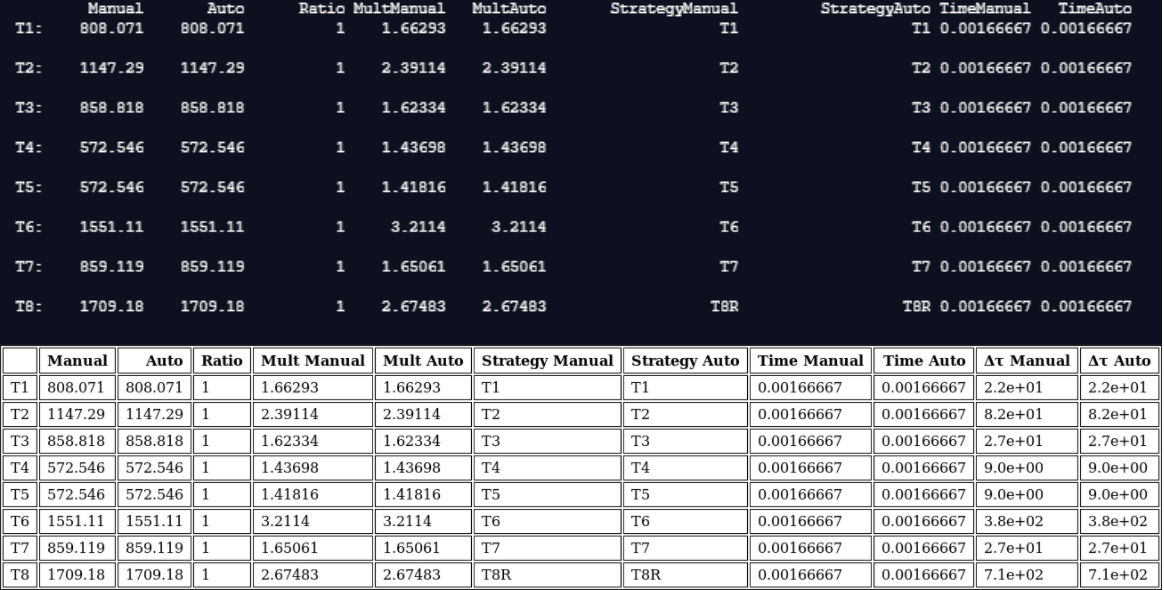 Manual Auto Ratio MultManual MultAuto StrategyManual StrategyAuto TimeManual TimeAuto
T1: 808.071 808.071 1 1.66293 1.66293 T1 T1 0.00166667 0.00166667
T2: 1147.29 1147.29 1 2.39114 2.39114 T2 T2 0.00166667 0.00166667
T3: 858.818 858.818 1 1.62334 1.62334 T3 T3 0.00166667 0.00166667
T4: 572.546 572.546 1 1.43698 1.43698 T4 T4 0.00166667 0.00166667
T5: 572.546 572.546 1 1.41816 1.41816 T5 T5 0.00166667 0.00166667
T6: 1551.11 1551.11 1 3.2114 3.2114 T6 T6 0.00166667 0.00166667
T7: 859.119 859.119 1 1.65061 1.65061 T7 T7 0.00166667 0.00166667
T8: 1709.18 1709.18 1 2.67483 2.67483 T8R T8R 0.00166667 0.00166667
Manual Auto Ratio Mult Manual Mult Auto Strategy Manual Strategy Auto Time Manual Time Auto Δτ Manual Δτ Auto
T1 808.071 808.071 1 1.66293 1.66293 T1 T1 0.00166667 0.00166667 2.2e+01 2.2e+01
T2 1147.29 1147.29 1 2.39114 2.39114 T2 T2 0.00166667 0.00166667 8.2e+01 8.2e+01
T3 858.818 858.818 1 1.62334 1.62334 T3 T3 0.00166667 0.00166667 2.7e+01 2.7e+01
T4 572.546 572.546 1 1.43698 1.43698 T4 T4 0.00166667 0.00166667 9.0e+00 9.0e+00
T5 572.546 572.546 1 1.41816 1.41816 T5 T5 0.00166667 0.00166667 9.0e+00 9.0e+00
T6 1551.11 1551.11 1 3.2114 3.2114 T6 T6 0.00166667 0.00166667 3.8e+02 3.8e+02
T7 859.119 859.119 1 1.65061 1.65061 T7 T7 0.00166667 0.00166667 2.7e+01 2.7e+01
T8 1709.18 1709.18 1 2.67483 2.67483 T8R T8R 0.00166667 0.00166667 7.1e+02 7.1e+02